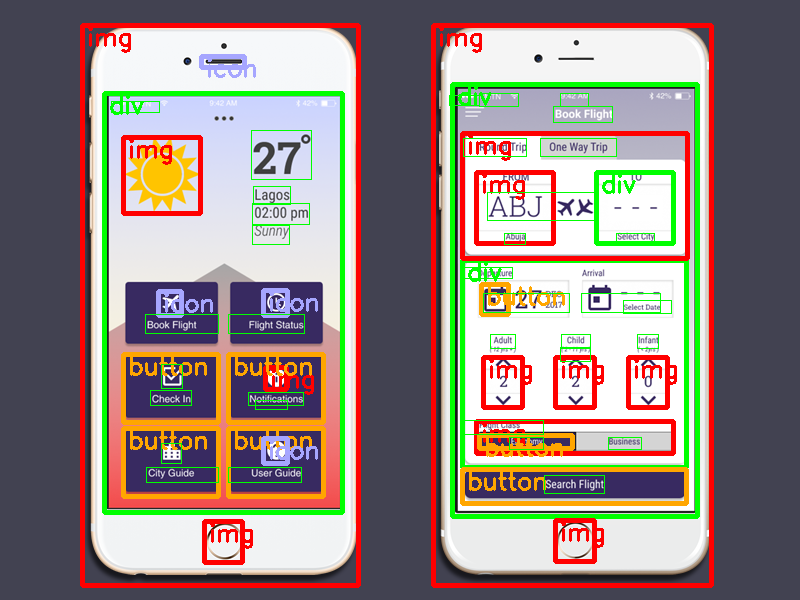 img
icon
div
9:42 AM
42%
img
27°
Lagos
02:00 pm
Sunny
icon
Book Flight
icon
Flight Status
button
Check In
button
img
Notifications
button
City Guide
button
icon
User Guide
img
img
div
TN
9:42 AM
42%
Book Flight
img
Round Trip
One Way Trip
FROM
TO
img
div
ABJ
- - -
Abuja
Select City
div
Departure
Arrival
button
27
2017
- - -
Select Date
Adult
Child
Infant
img
img
img
2
2
0
Flight Class
img
Economy
Business
button
button
Search Flight
img